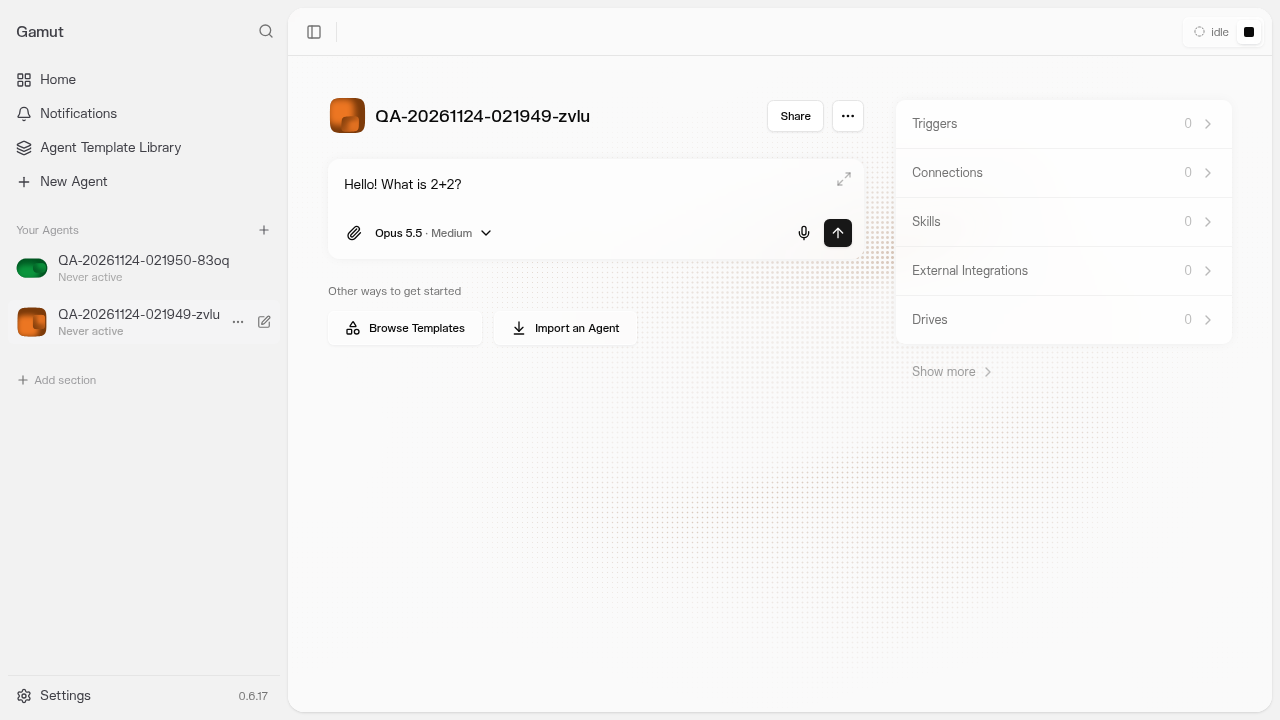 Gamut
Home
Notifications
Agent Template Library
New Agent
Your Agents
QA-20261124-021950-83oq
Never active
QA-20261124-021949-zvlu
Never active
Add section
Settings
0.6.17
idle
QA-20261124-021949-zvlu
Share
Hello! What is 2+2?
Opus 5.5 · Medium
Other ways to get started
Browse Templates
Import an Agent
Triggers 0
Connections 0
Skills 0
External Integrations 0
Drives 0
Show more